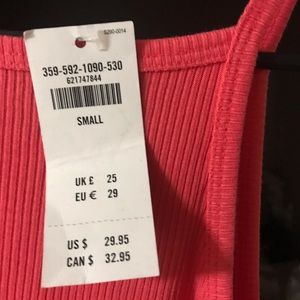 5290-0014
359-592-1090-530
621747844
SMALL
UK £ 25
EU € 29
US $ 29.95
CAN $ 32.95